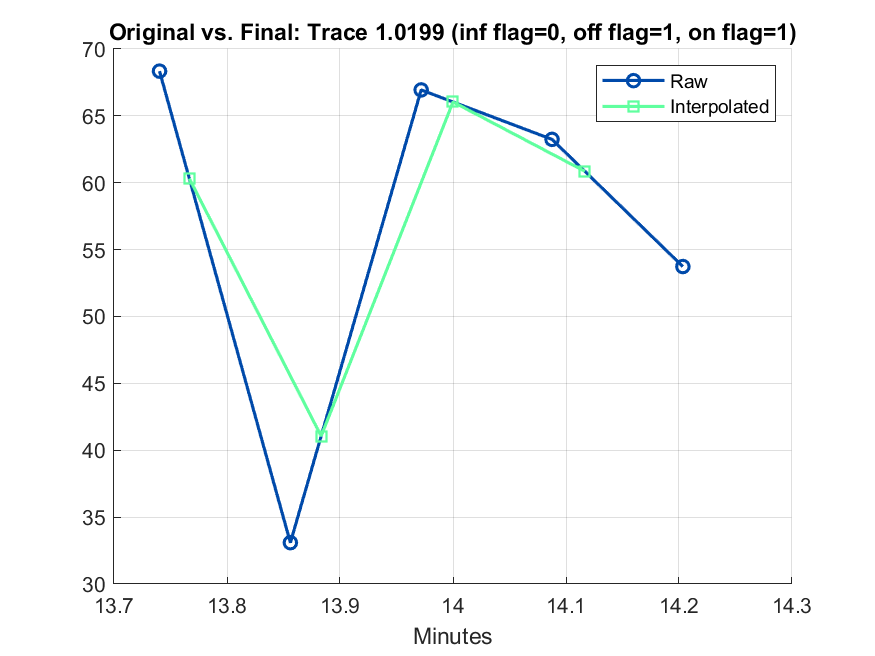 Original vs. Final: Trace 1.0199 (inf flag=0, off flag=1, on flag=1)
70
65
60
55
50
45
40
35
30
Raw
Interpolated
13.7 13.8 13.9 14 14.1 14.2 14.3
Minutes